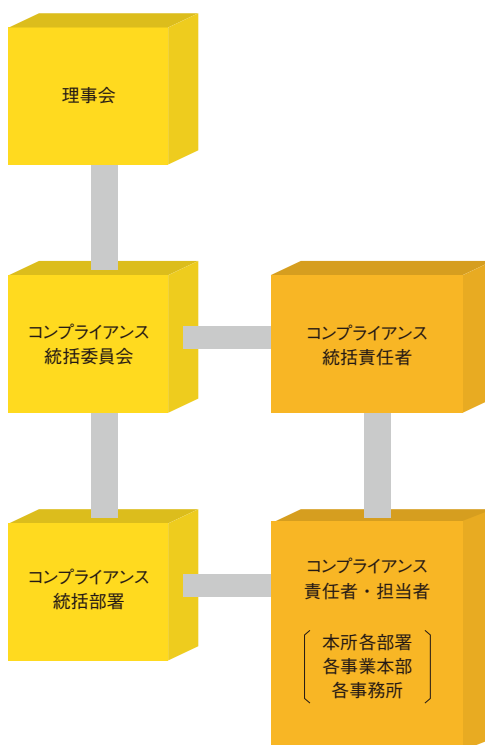 理事会
コンプライアンス
統括委員会
コンプライアンス
統括責任者
コンプライアンス
統括部署
コンプライアンス
責任者・担当者
本所各部署
各事業本部
各事務所